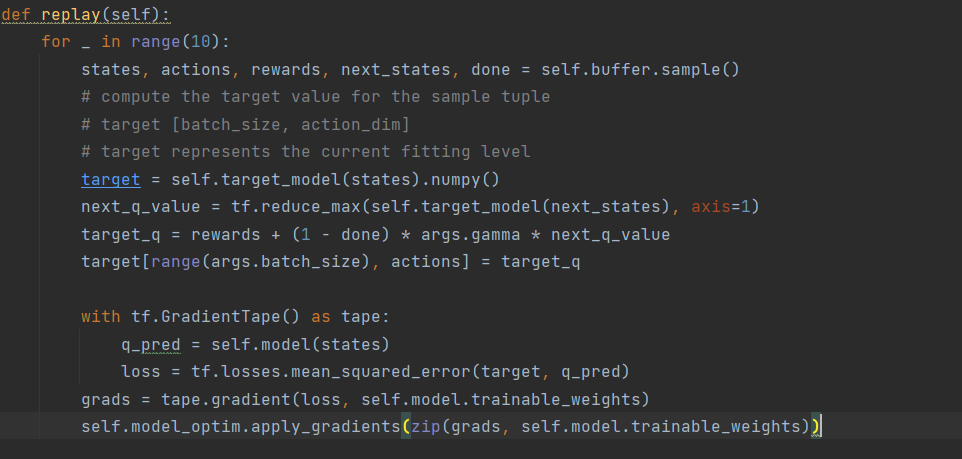 def replay(self):
    for _ in range(10):
        states, actions, rewards, next_states, done = self.buffer.sample()
        # compute the target value for the sample tuple
        # target [batch_size, action_dim]
        # target represents the current fitting level
        target = self.target_model(states).numpy()
        next_q_value = tf.reduce_max(self.target_model(next_states), axis=1)
        target_q = rewards + (1 - done) * args.gamma * next_q_value
        target[range(args.batch_size), actions] = target_q

        with tf.GradientTape() as tape:
            q_pred = self.model(states)
            loss = tf.losses.mean_squared_error(target, q_pred)
        grads = tape.gradient(loss, self.model.trainable_weights)
        self.model_optim.apply_gradients(zip(grads, self.model.trainable_weights))